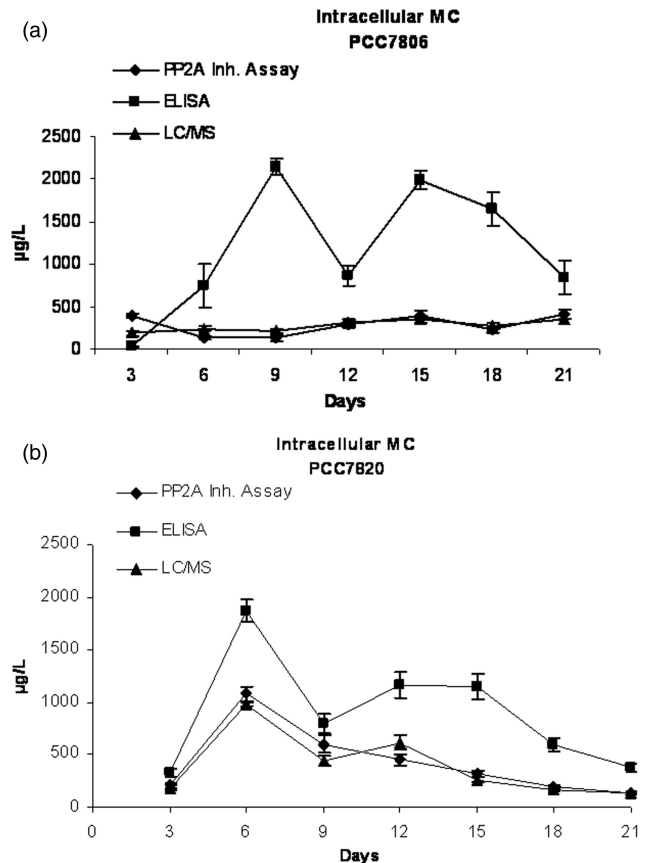 (a)
Intracellular MC
PCC7806
PP2A Inh. Assay
ELISA
LC/MS
2500
2000
1500
1000
500
0
µg/L
3 6 9 12 15 18 21
Days
(b)
Intracellular MC
PCC7820
PP2A Inh. Assay
ELISA
LC/MS
2500
2000
1500
1000
500
0
µg/L
0 3 6 9 12 15 18 21
Days